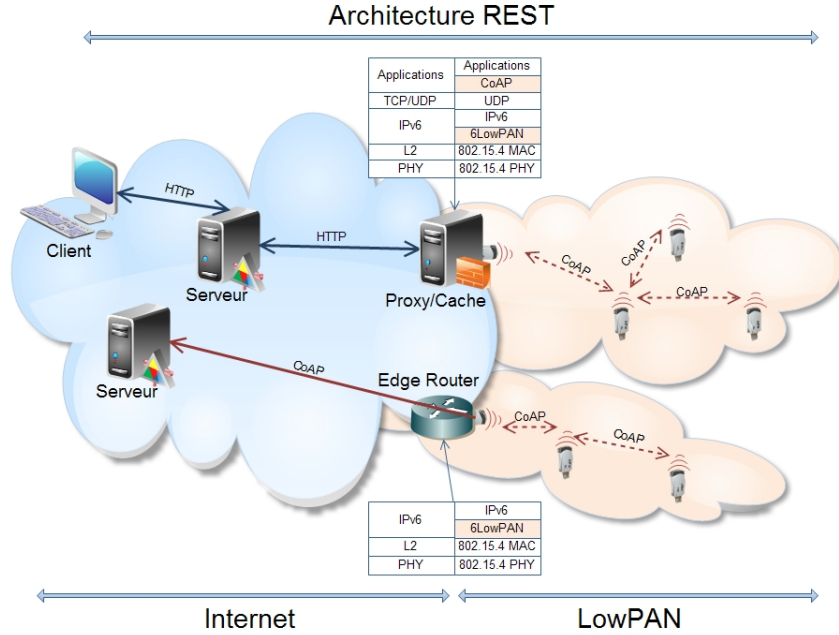 Architecture REST
Applications
Applications
CoAP
TCP/UDP
UDP
IPv6
IPv6
6LowPAN
L2
802.15.4 MAC
PHY
802.15.4 PHY
HTTP
Client
HTTP
Serveur
Proxy/Cache
CoAP
CoAP
CoAP
Serveur
CoAP
Edge Router
CoAP
CoAP
IPv6
IPv6
6LowPAN
L2
802.15.4 MAC
PHY
802.15.4 PHY
Internet
LowPAN